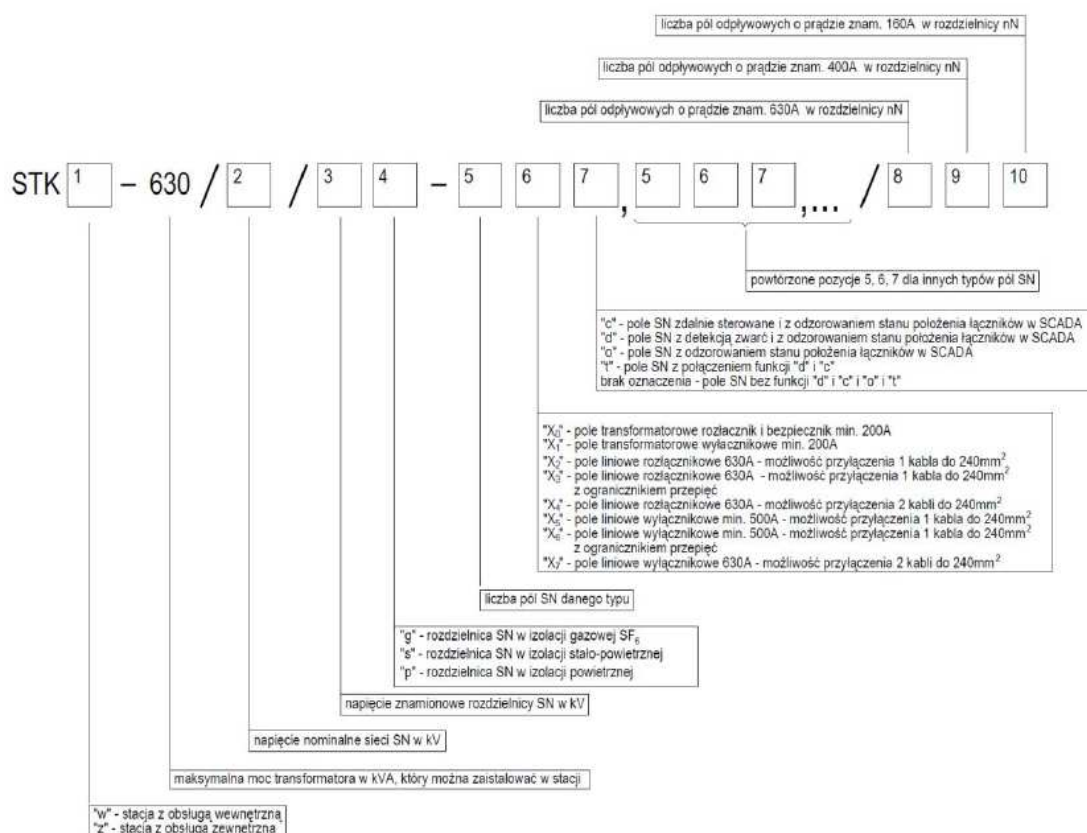 liczba pól odpływowych o prądzie znam. 160A w rozdzielnicy nN
liczba pól odpływowych o prądzie znam. 400A w rozdzielnicy nN
liczba pól odpływowych o prądzie znam. 630A w rozdzielnicy nN
STK 1 – 630 / 2 / 3 4 – 5 6 7 , 5 6 7 ,... / 8 9 10
powtórzone pozycje 5, 6, 7 dla innych typów pól SN
"c" - pole SN zdalnie sterowane i z odzorowaniem stanu położenia łączników w SCADA
"d" - pole SN z detekcją zwarć i z odzorowaniem stanu położenia łączników w SCADA
"o" - pole SN z odzorowaniem stanu położenia łączników w SCADA
"t" - pole SN z połączeniem funkcji "d" i "c"
brak oznaczenia - pole SN bez funkcji "d" i "c" i "o" i "t"
"X₀" - pole transformatorowe rozłacznik i bezpiecznik min. 200A
"X₁" - pole transformatorowe wyłacznikowe min. 200A
"X₂" - pole liniowe rozłącznikowe 630A - możliwość przyłączenia 1 kabla do 240mm²
"X₃" - pole liniowe rozłącznikowe 630A - możliwość przyłączenia 1 kabla do 240mm²
z ogranicznikiem przepięć
"X₄" - pole liniowe rozłącznikowe 630A - możliwość przyłączenia 2 kabli do 240mm²
"X₅" - pole liniowe wyłącznikowe min. 500A - możliwość przyłączenia 1 kabla do 240mm²
"X₆" - pole liniowe wyłącznikowe min. 500A - możliwość przyłączenia 1 kabla do 240mm²
z ogranicznikiem przepięć
"X₇" - pole liniowe wyłącznikowe 630A - możliwość przyłączenia 2 kabli do 240mm²
liczba pól SN danego typu
"g" - rozdzielnica SN w izolacji gazowej SF₆
"s" - rozdzielnica SN w izolacji stało-powietrznej
"p" - rozdzielnica SN w izolacji powietrznej
napięcie znamionowe rozdzielnicy SN w kV
napięcie nominalne sieci SN w kV
maksymalna moc transformatora w kVA, który można zaistalować w stacji
"w" - stacja z obsługą wewnętrzną
"z" - stacja z obsługą zewnętrzną